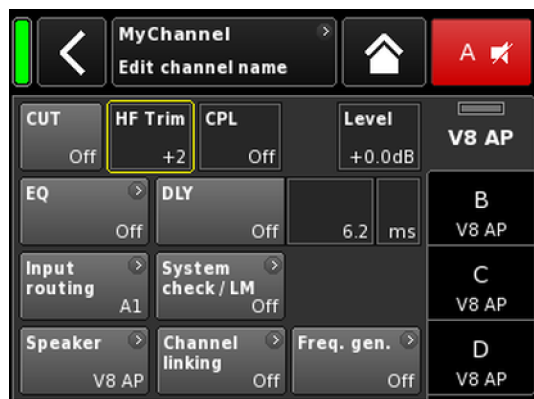 MyChannel
Edit channel name
A
CUT
Off
HF Trim
+2
CPL
Off
Level
+0.0dB
V8 AP
EQ
Off
DLY
Off
6.2
ms
B
V8 AP
Input
routing
A1
System
check / LM
Off
C
V8 AP
Speaker
V8 AP
Channel
linking
Off
Freq. gen.
Off
D
V8 AP